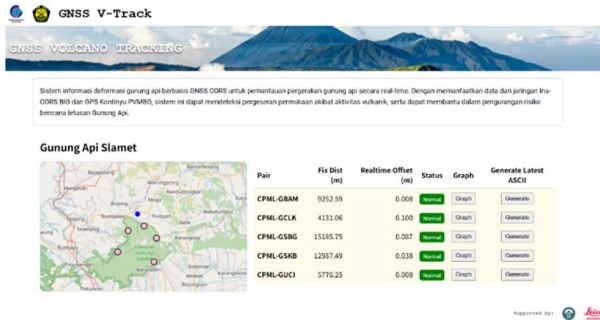 GNSS V-Track
GNSS VOLCANO TRACKING
Sistem informasi deformasi gunung api berbasis GNSS CORS untuk pemantauan pergerakan gunung api secara real-time. Dengan memanfaatkan data dari jaringan Ina-
CORS BIG dan GPS Kontinyu PVMBG, sistem ini dapat mendeteksi pergeseran permukaan akibat aktivitas vulkanik, serta dapat membantu dalam pengurangan risiko
bencana letusan Gunung Api.
Gunung Api Slamet
Pair Fix Dist (m) Realtime Offset (m) Status Graph Generate Latest ASCII
CPML-GBAM 9252.59 0.008 Normal Graph Generate
CPML-GCLK 4131.06 0.100 Normal Graph Generate
CPML-GSBG 15185.75 0.087 Normal Graph Generate
CPML-GSKB 12987.49 0.038 Normal Graph Generate
CPML-GUCI 5776.25 0.008 Normal Graph Generate
Supported by:
Leica